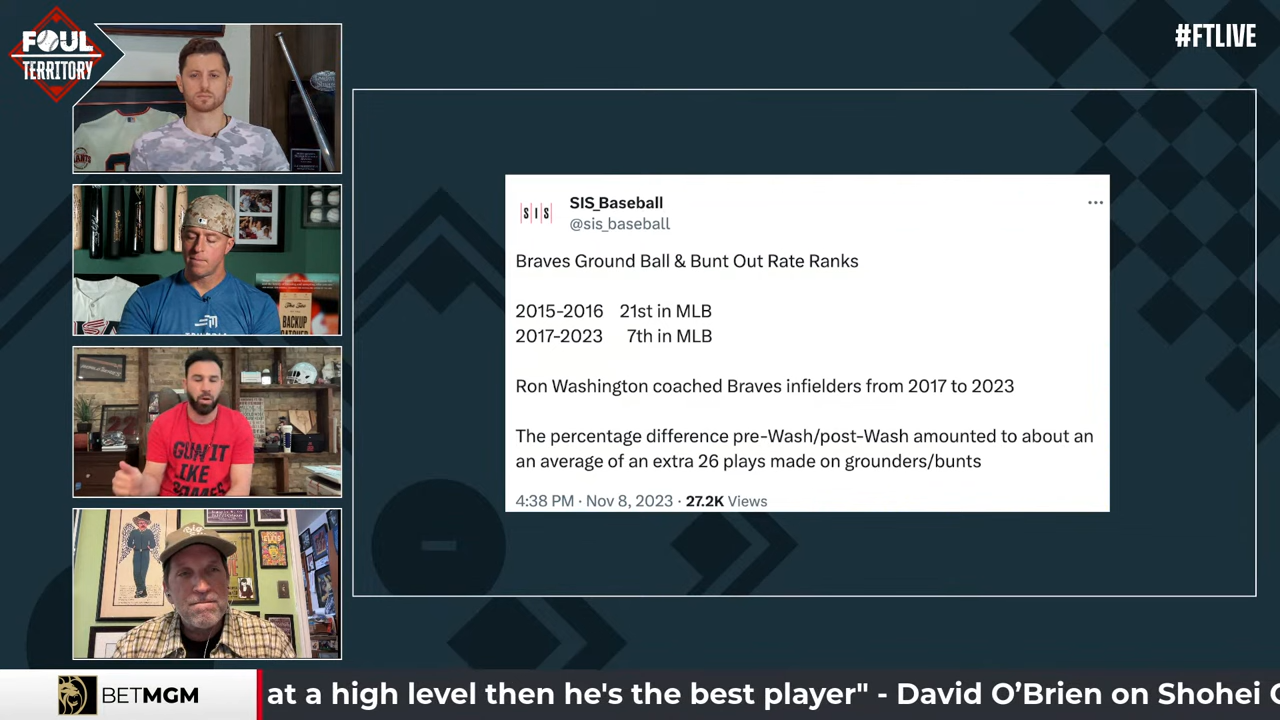 FOUL
TERRITORY
#FTLIVE
SIS_Baseball
@sis_baseball
SIS
Braves Ground Ball & Bunt Out Rate Ranks
2015-2016 21st in MLB
2017-2023 7th in MLB
Ron Washington coached Braves infielders from 2017 to 2023
The percentage difference pre-Wash/post-Wash amounted to about an
an average of an extra 26 plays made on grounders/bunts
4:38 PM · Nov 8, 2023 · 27.2K Views
BACKUP
GUN IT
LIKE
BETMGM
at a high level then he's the best player" - David O’Brien on Shohei